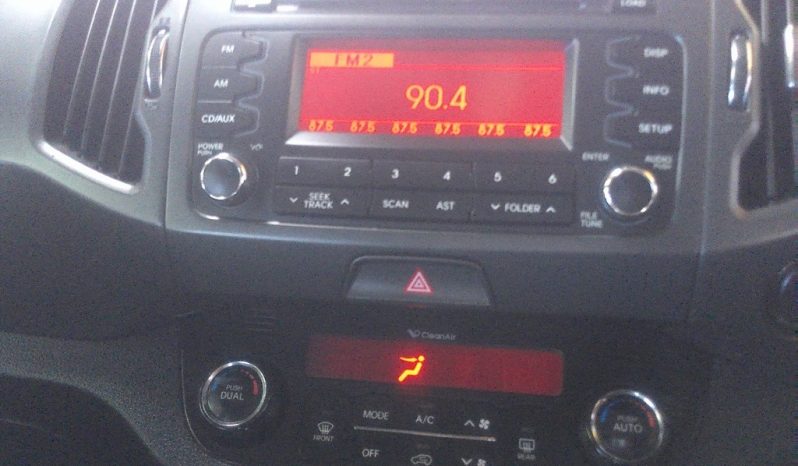 LOAD
FM
FM2
DISP
AM
90.4
INFO
CD/AUX
87.5 87.5 87.5 87.5 87.5 87.5
SETUP
POWER
PUSH
VOL
1 2 3 4 5 6
ENTER
AUDIO
SEEK
TRACK
SCAN
AST
FOLDER
FILE
TUNE
CleanAir
PUSH
DUAL
MODE
A/C
PUSH
AUTO
FRONT
OFF
REAR